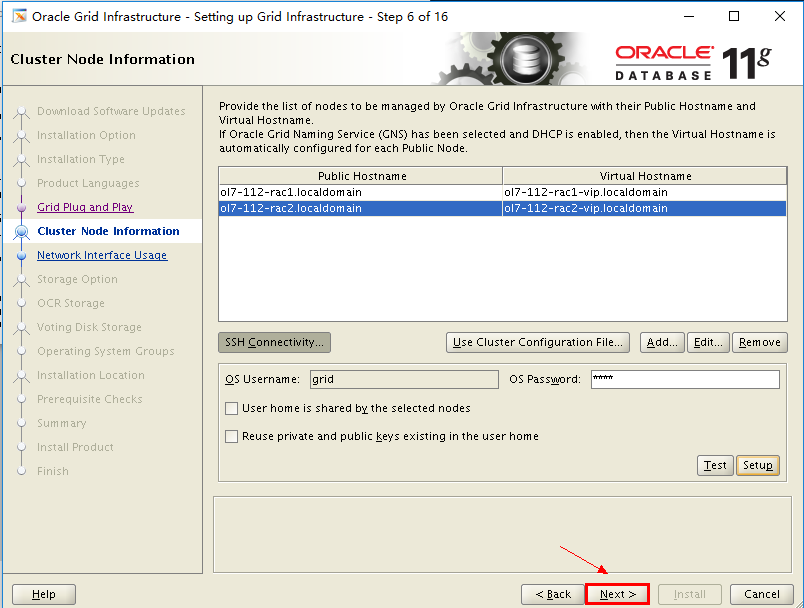 Oracle Grid Infrastructure - Setting up Grid Infrastructure - Step 6 of 16
Cluster Node Information
ORACLE
DATABASE 11g
Download Software Updates
Installation Option
Installation Type
Product Languages
Grid Plug and Play
Cluster Node Information
Network Interface Usage
Storage Option
OCR Storage
Voting Disk Storage
Operating System Groups
Installation Location
Prerequisite Checks
Summary
Install Product
Finish
Provide the list of nodes to be managed by Oracle Grid Infrastructure with their Public Hostname and
Virtual Hostname.
If Oracle Grid Naming Service (GNS) has been selected and DHCP is enabled, then the Virtual Hostname is
automatically configured for each Public Node.
Public Hostname Virtual Hostname
ol7-112-rac1.localdomain ol7-112-rac1-vip.localdomain
ol7-112-rac2.localdomain ol7-112-rac2-vip.localdomain
SSH Connectivity... Use Cluster Configuration File... Add... Edit... Remove
OS Username: grid OS Password: ****
User home is shared by the selected nodes
Reuse private and public keys existing in the user home
Test Setup
Help < Back Next > Install Cancel